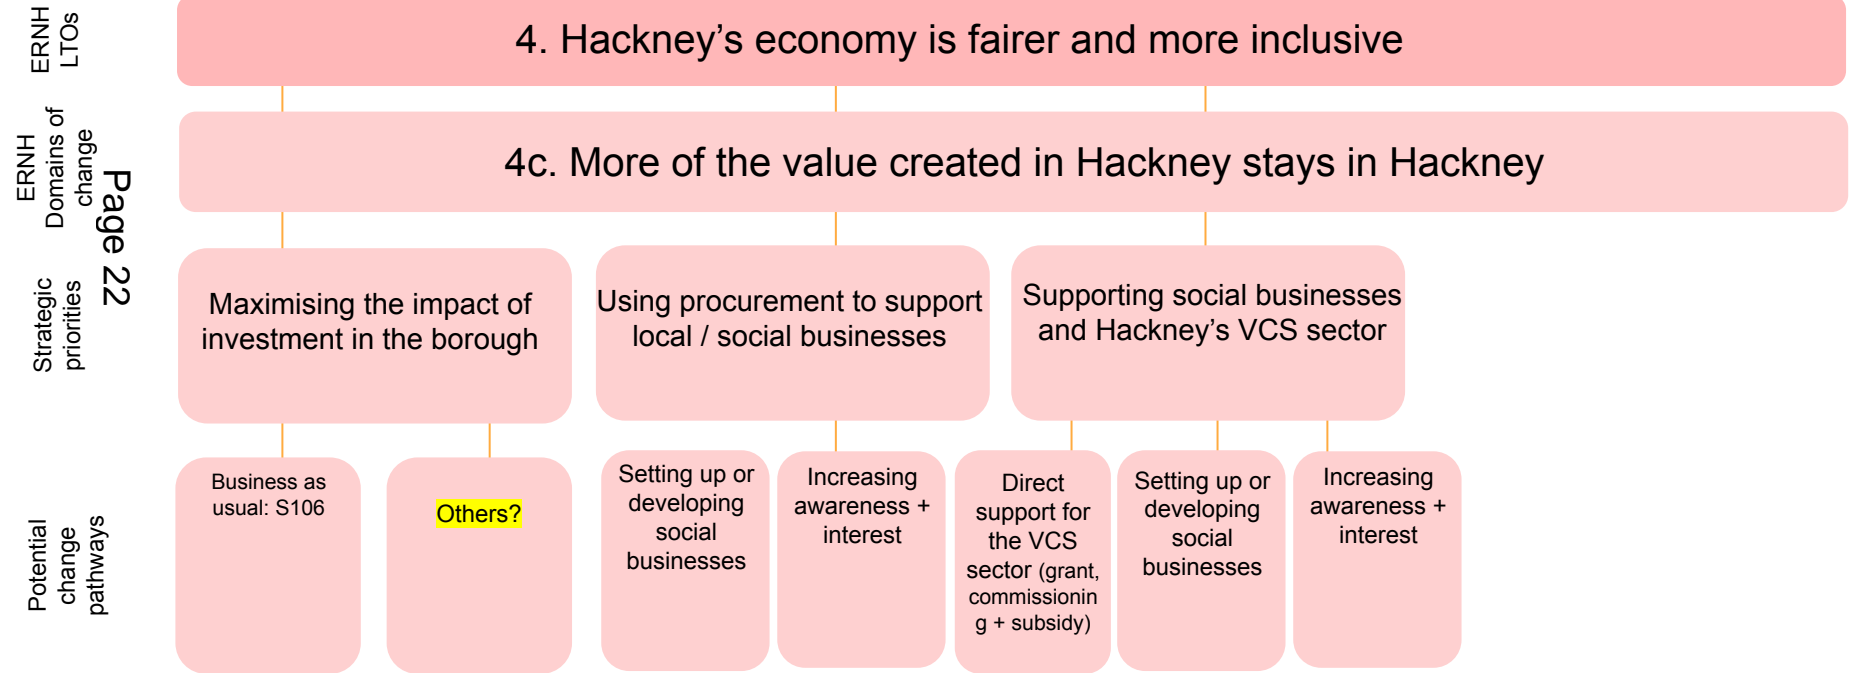 ERNH
LTOs
4. Hackney’s economy is fairer and more inclusive
ERNH
Domains of
change
4c. More of the value created in Hackney stays in Hackney
Page 22
Strategic
priorities
Maximising the impact of
investment in the borough
Using procurement to support
local / social businesses
Supporting social businesses
and Hackney’s VCS sector
Potential
change
pathways
Business as
usual: S106
Others?
Setting up or
developing
social
businesses
Increasing
awareness +
interest
Direct
support for
the VCS
sector (grant,
commissionin
g + subsidy)
Setting up or
developing
social
businesses
Increasing
awareness +
interest